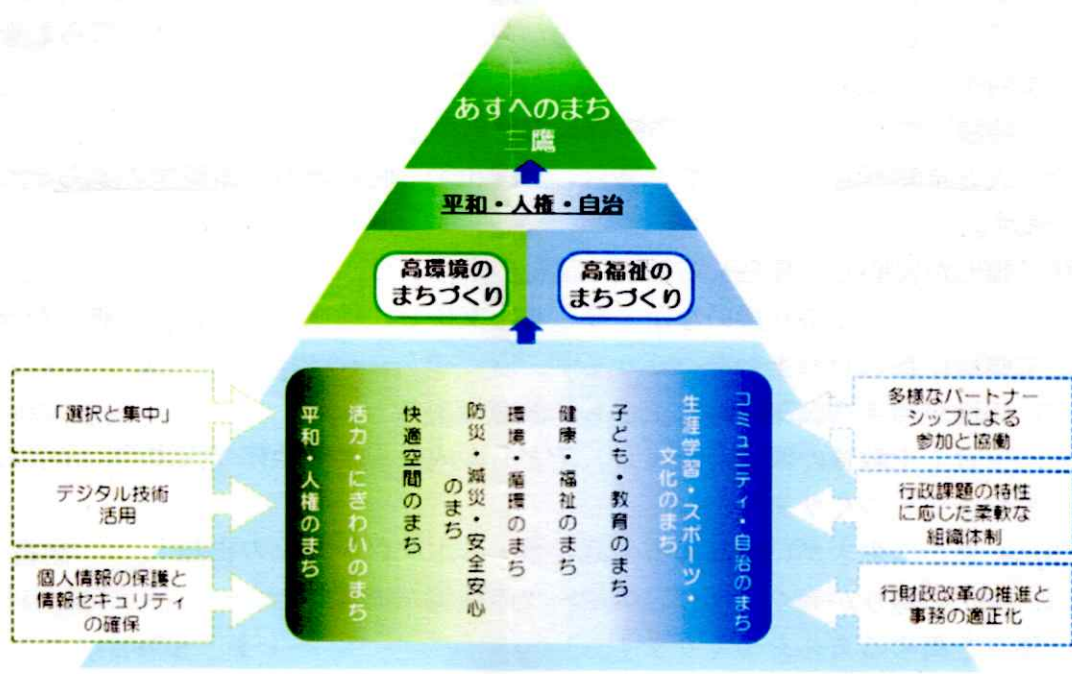 あすへのまち
三鷹
平和・人権・自治
高環境の
まちづくり
高福祉の
まちづくり
「選択と集中」
デジタル技術
活用
個人情報の保護と
情報セキュリティ
の確保
平和・人権のまち
活力・にぎわいのまち
快適空間のまち
防災・減災・安全安心
のまち
環境・循環のまち
健康・福祉のまち
子ども・教育のまち
生涯学習・スポーツ・
文化のまち
コミュニティ・自治のまち
多様なパートナー
シップによる
参加と協働
行政課題の特性
に応じた柔軟な
組織体制
行財政改革の推進と
事務の適正化